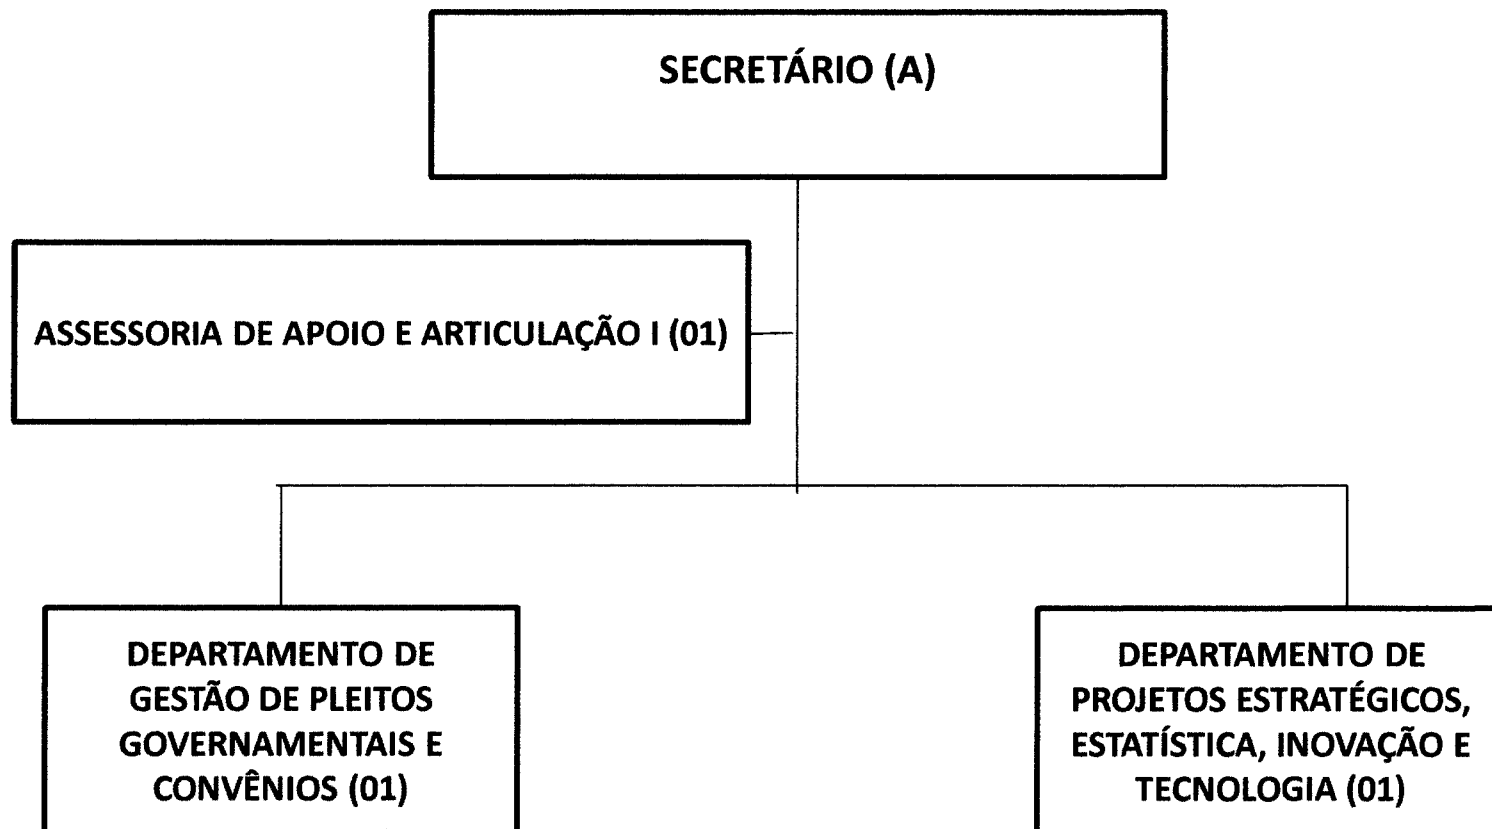 SECRETÁRIO (A)
ASSESSORIA DE APOIO E ARTICULAÇÃO I (01)
DEPARTAMENTO DE
GESTÃO DE PLEITOS
GOVERNAMENTAIS E
CONVÊNIOS (01)
DEPARTAMENTO DE
PROJETOS ESTRATÉGICOS,
ESTATÍSTICA, INOVAÇÃO E
TECNOLOGIA (01)